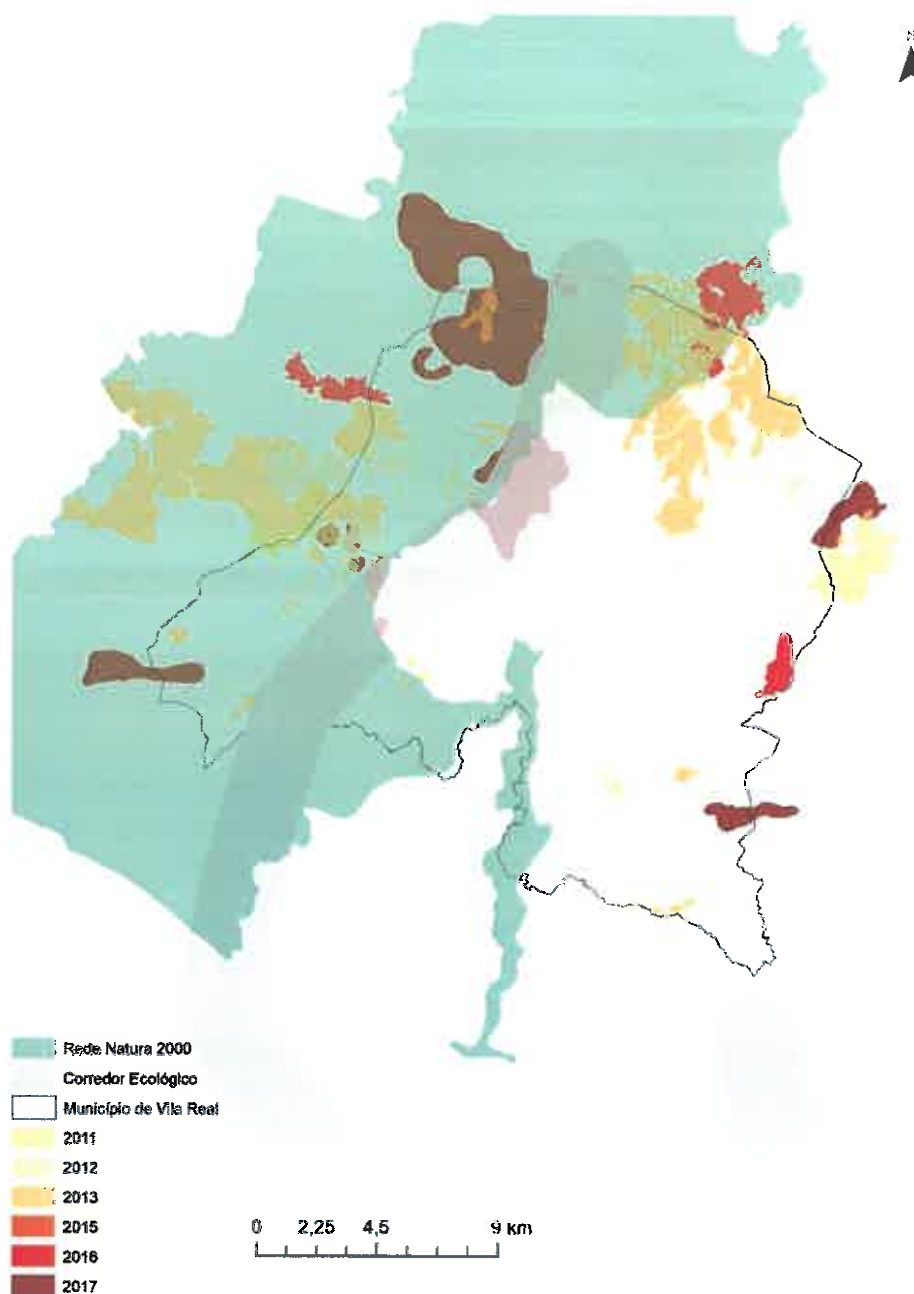 N
Rede Natura 2000
Corredor Ecológico
Município de Vila Real
2011
2012
2013
2015
2016
2017
0 2,25 4,5 9 km